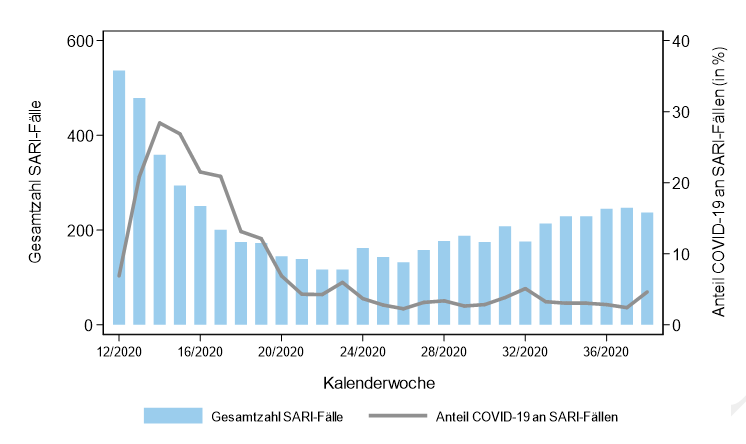 600
400
200
0
Gesamtzahl SARI-Fälle
40
30
20
10
0
Anteil COVID-19 an SARI-Fällen (in %)
12/2020 16/2020 20/2020 24/2020 28/2020 32/2020 36/2020
Kalenderwoche
Gesamtzahl SARI-Fälle Anteil COVID-19 an SARI-Fällen